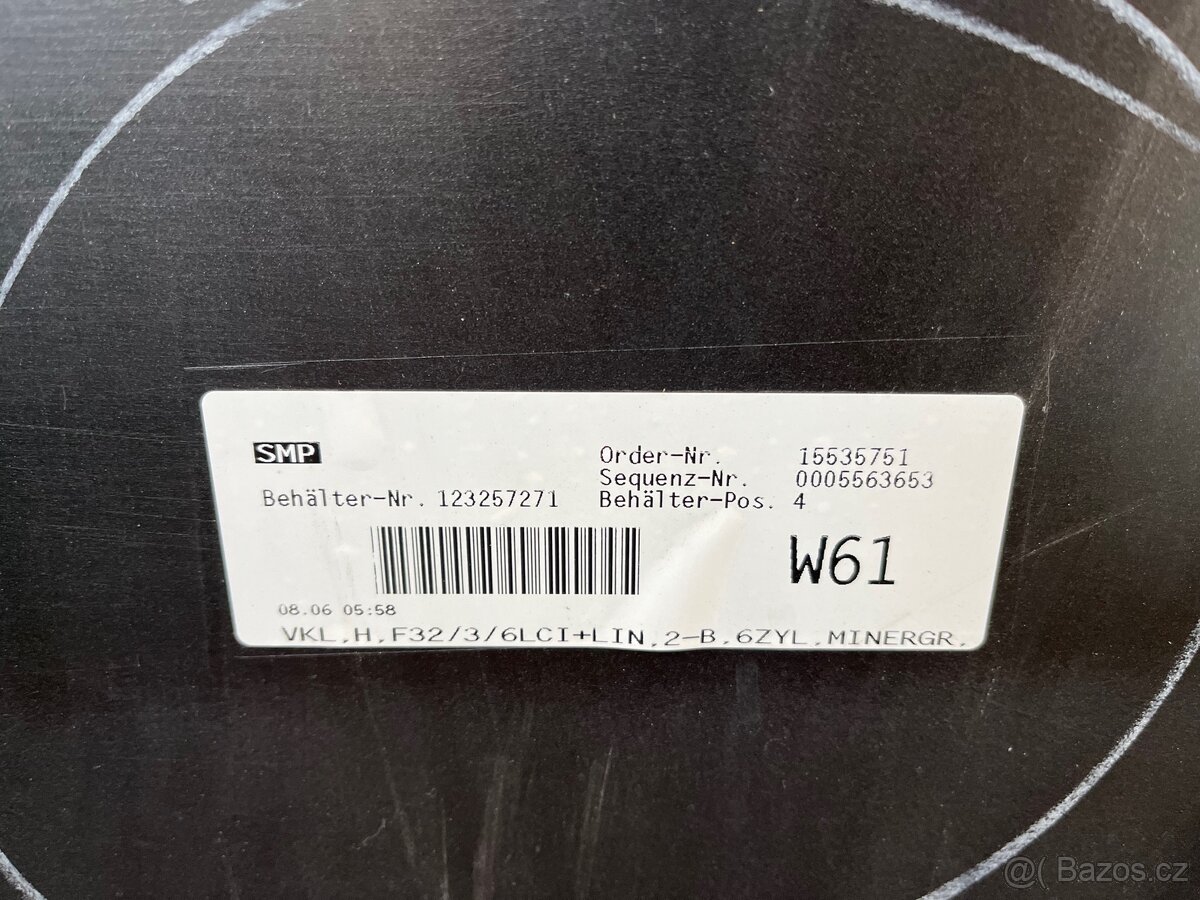 SMP
Order-Nr. 15535751
Sequenz-Nr. 0005563653
Behälter-Nr. 123257271 Behälter-Pos. 4
W61
08.06 05:58
VKL,H,F32/3/6LCI+LIN,2-B,6ZYL,MINERGR,
@( Bazos.cz